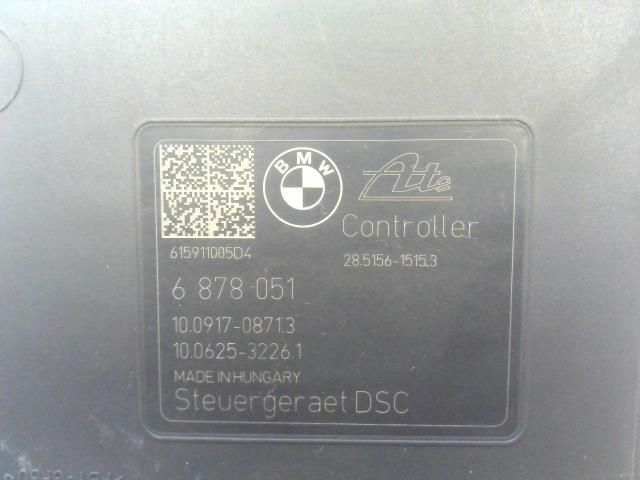 BMW
Ate
Controller
615911005D4
28.5156-1515.3
6 878 051
10.0917-0871.3
10.0625-3226.1
MADE IN HUNGARY
Steuergeraet DSC